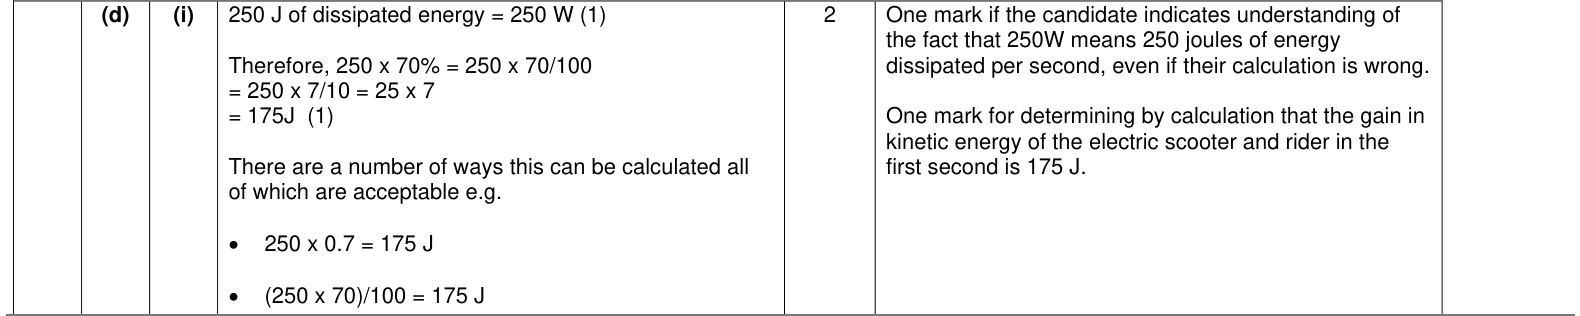 (d) (i) 250 J of dissipated energy = 250 W (1)
Therefore, 250 x 70% = 250 x 70/100
= 250 x 7/10 = 25 x 7
= 175J  (1)
There are a number of ways this can be calculated all
of which are acceptable e.g.
• 250 x 0.7 = 175 J
• (250 x 70)/100 = 175 J
2
One mark if the candidate indicates understanding of
the fact that 250W means 250 joules of energy
dissipated per second, even if their calculation is wrong.
One mark for determining by calculation that the gain in
kinetic energy of the electric scooter and rider in the
first second is 175 J.